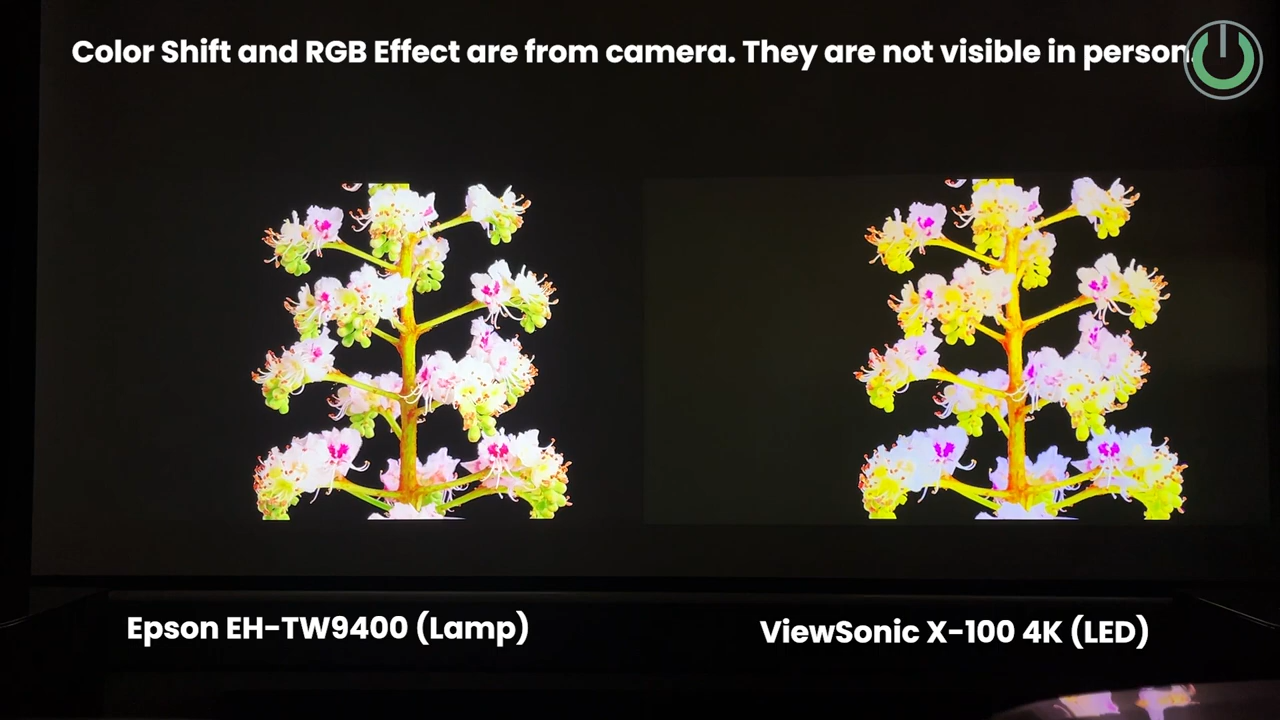 Color Shift and RGB Effect are from camera. They are not visible in person.
Epson EH-TW9400 (Lamp)
ViewSonic X-100 4K (LED)